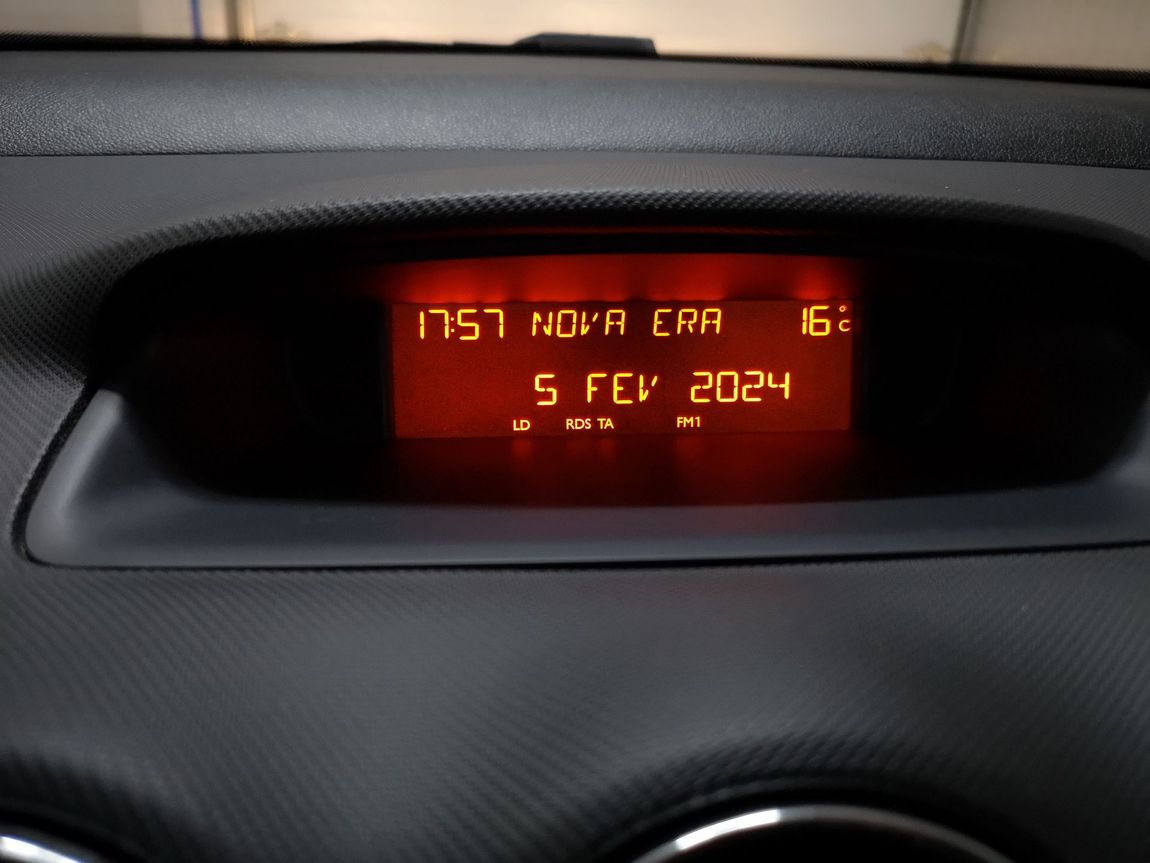 17:57 NOVA ERA 16 °C
5 FEV 2024
LD RDS TA FM1